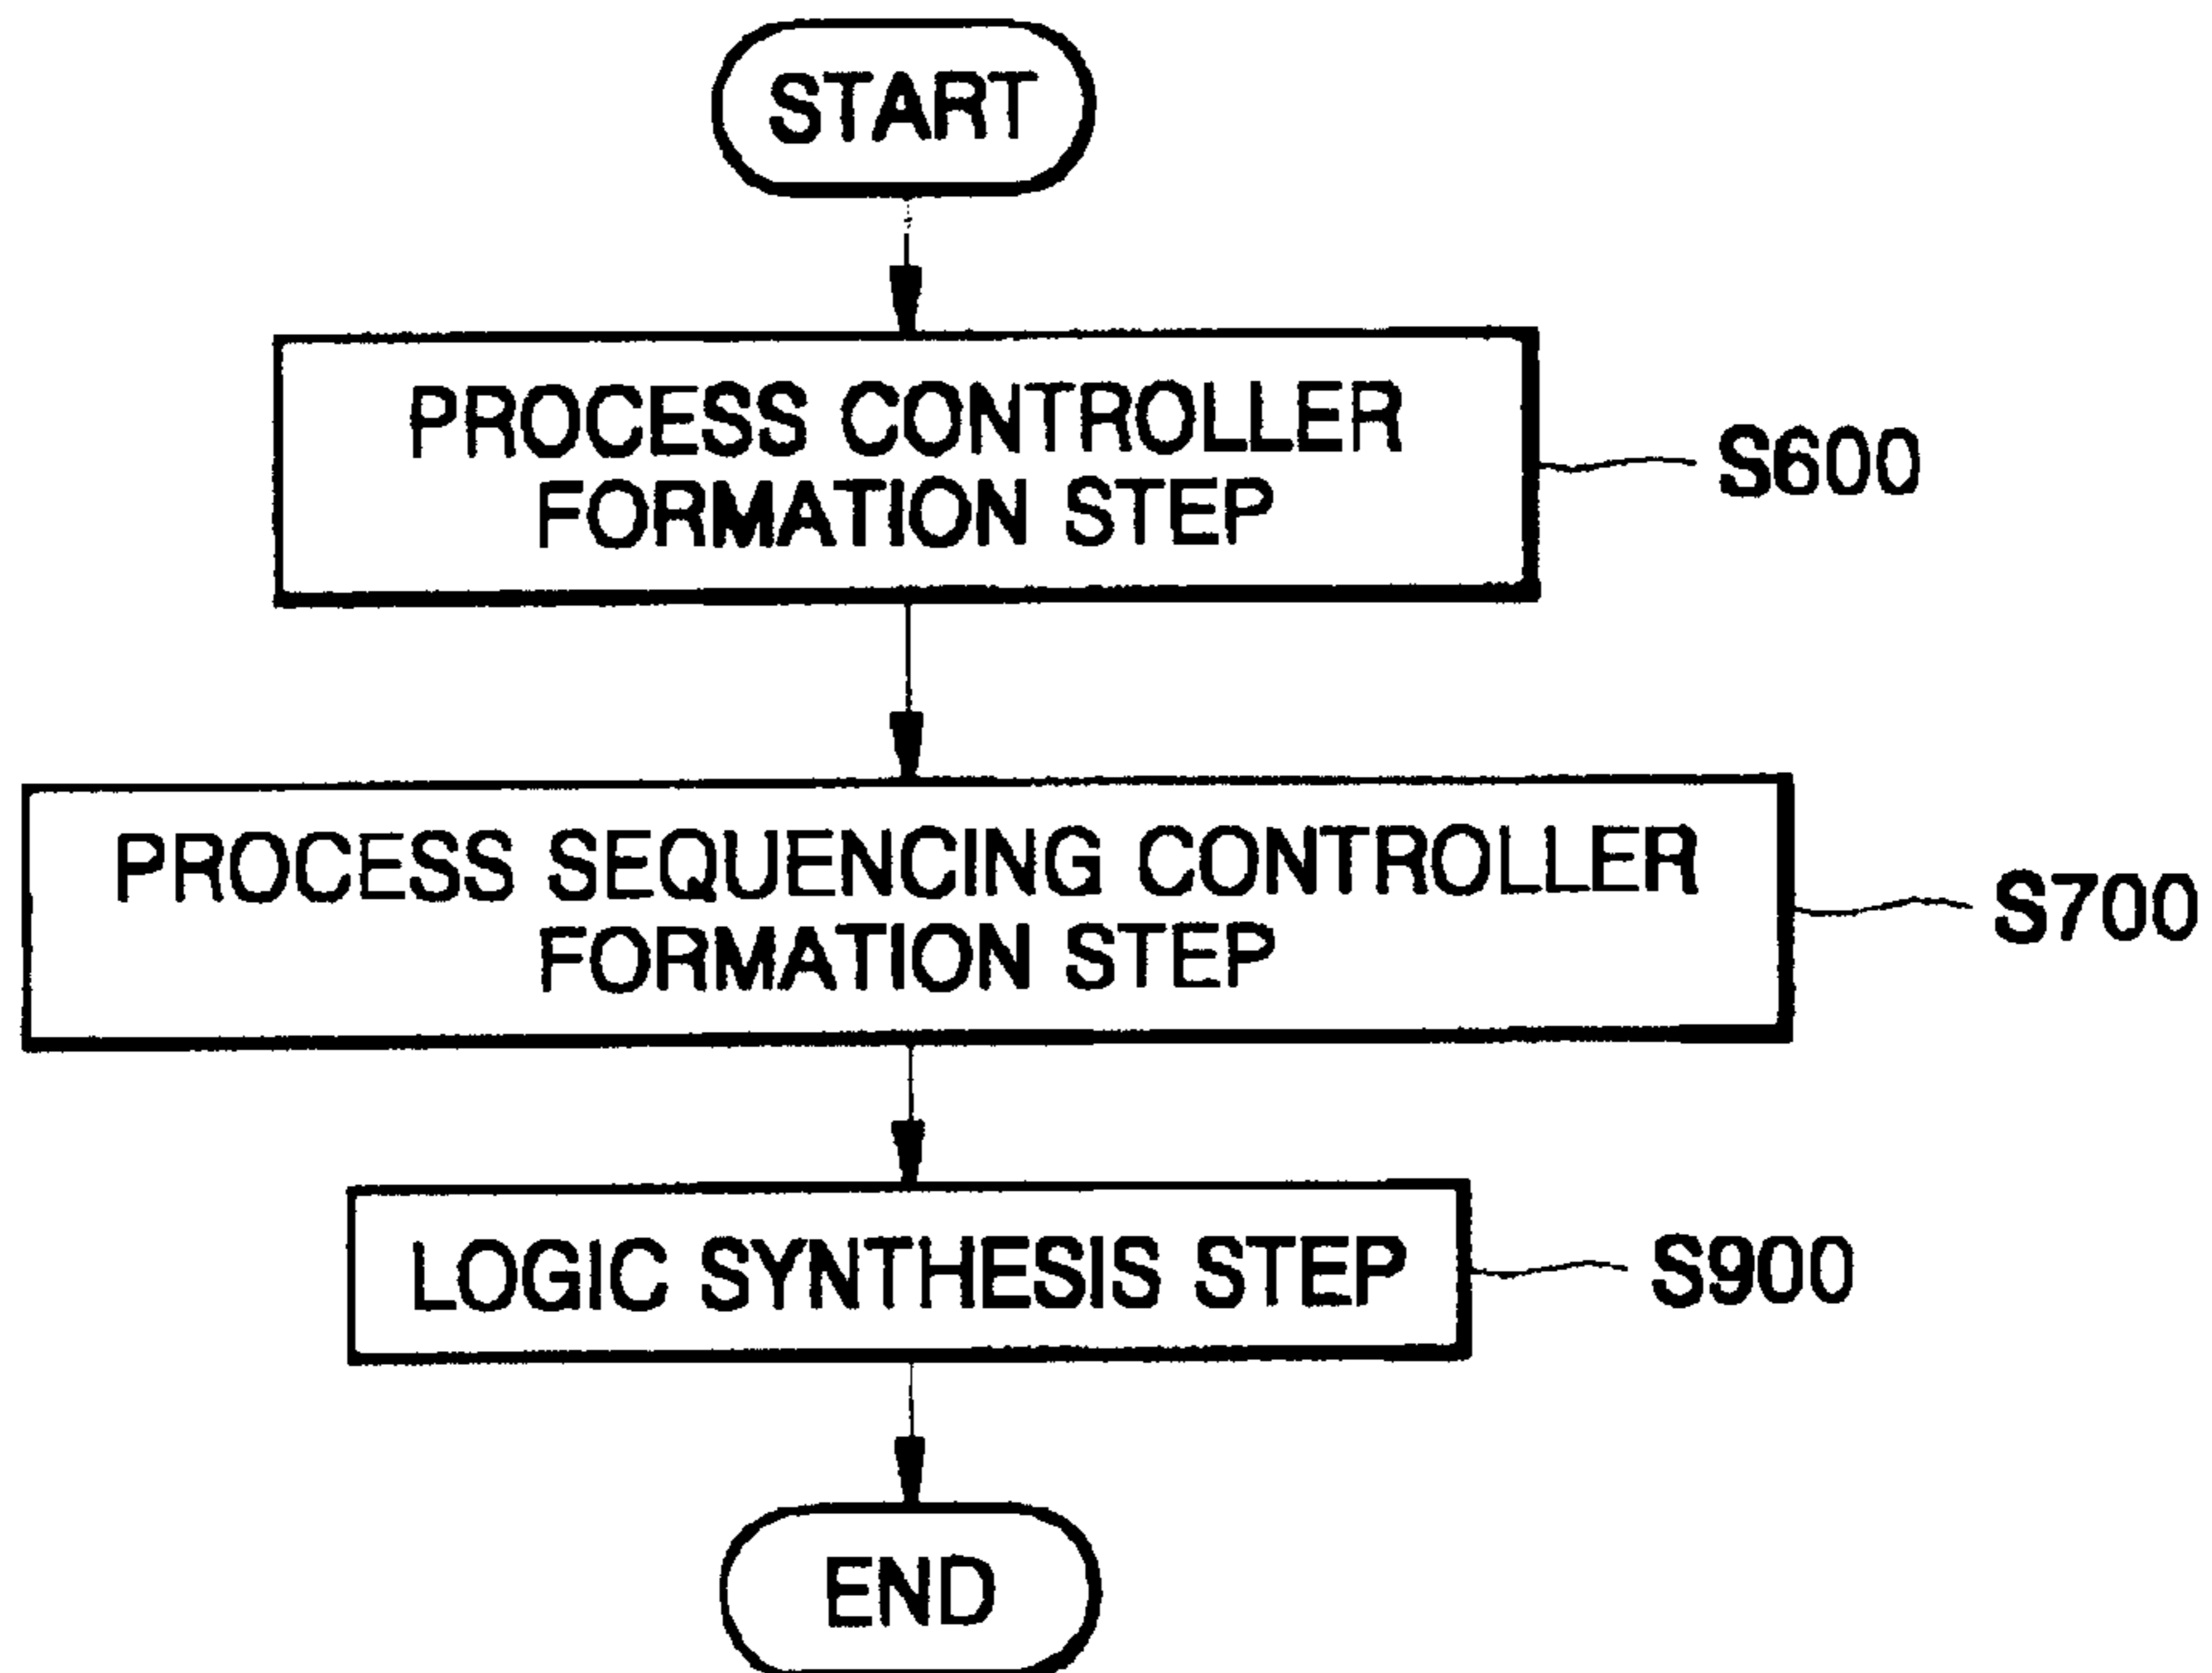 START
PROCESS CONTROLLER
FORMATION STEP
S600
PROCESS SEQUENCING CONTROLLER
FORMATION STEP
S700
LOGIC SYNTHESIS STEP
S900
END